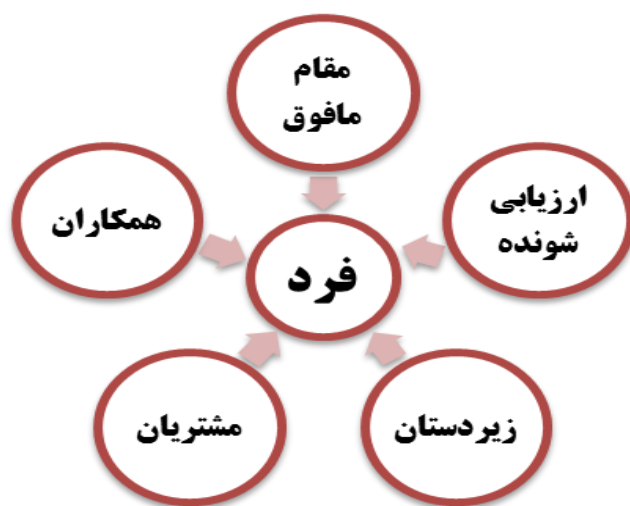 مقام
مافوق
ارزیابی
شونده
همکاران
فرد
زیردستان
مشتریان